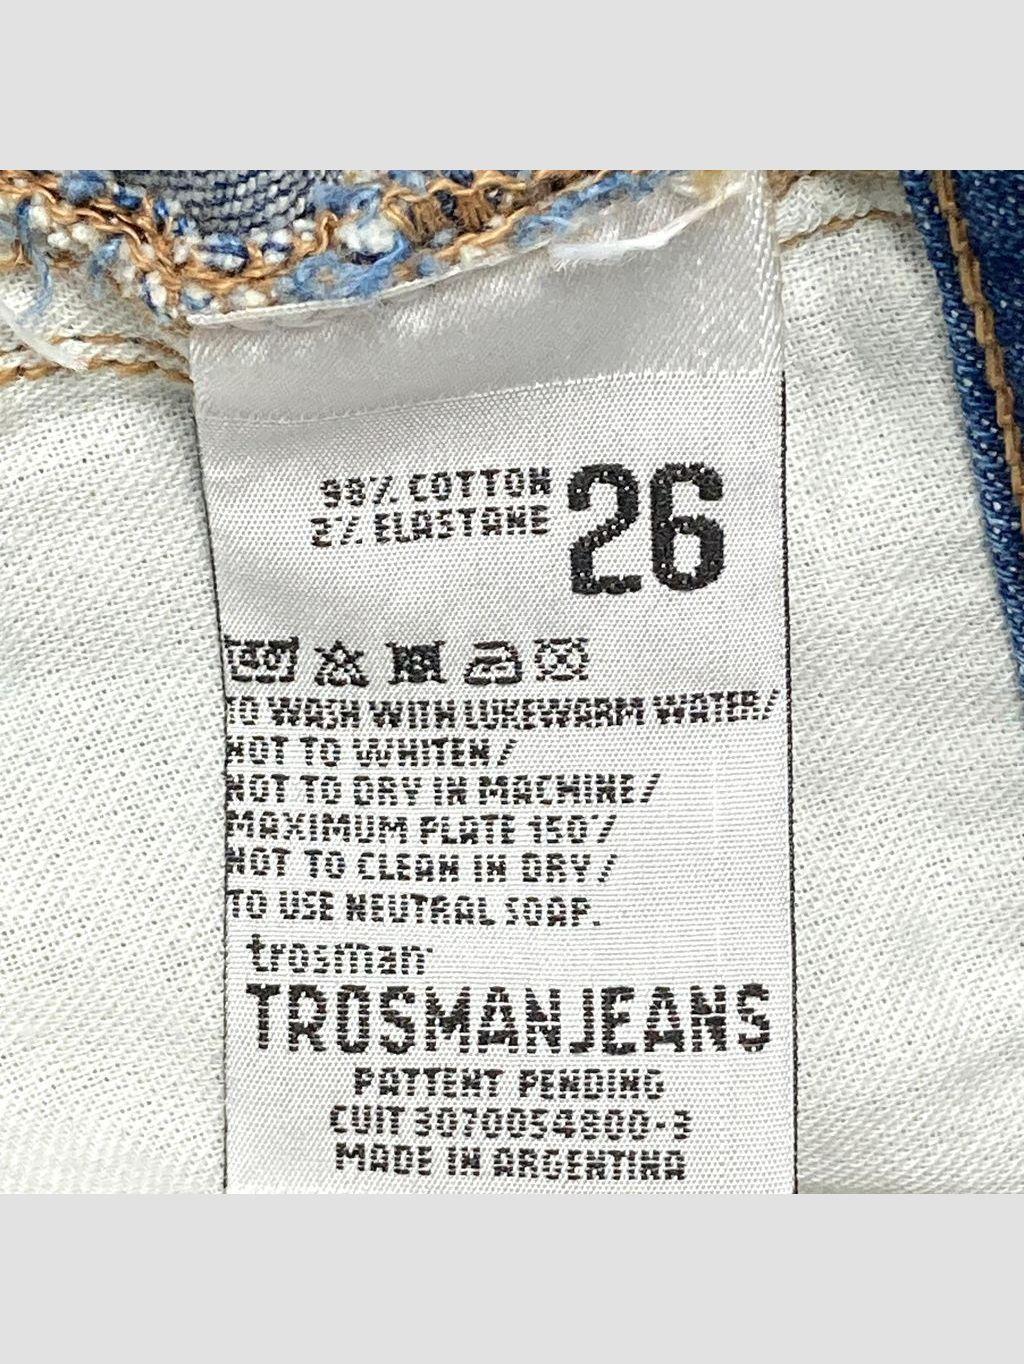 98% COTTON
2% ELASTANE
26
40
TO WASH WITH LUKEWARM WATER/
NOT TO WHITEN/
NOT TO DRY IN MACHINE/
MAXIMUM PLATE 150°/
NOT TO CLEAN IN DRY/
TO USE NEUTRAL SOAP.
trosman
TROSMANJEANS
PATTENT PENDING
CUIT 3070054800-3
MADE IN ARGENTINA